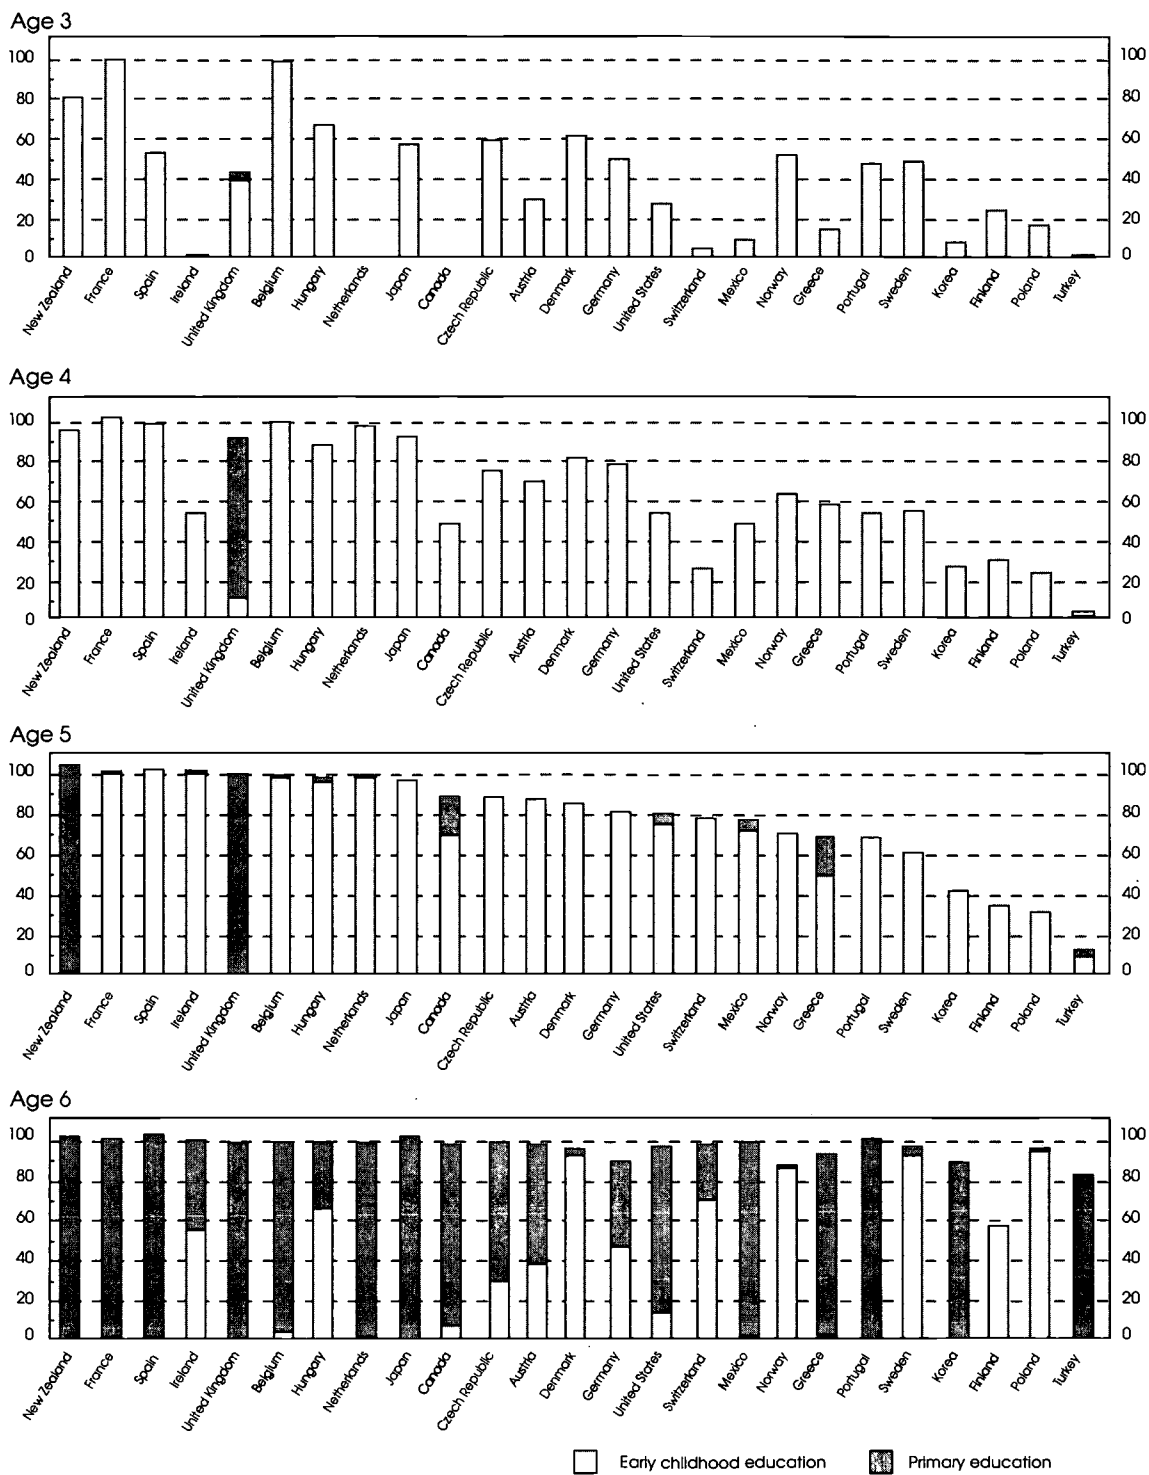 Age 3
100 100
80 80
60 60
40 40
20 20
0 0
New Zealand France Spain Ireland United Kingdom Belgium Hungary Netherlands Japan Canada Czech Republic Austria Denmark Germany United States Switzerland Mexico Norway Greece Portugal Sweden Korea Finland Poland Turkey
Age 4
100 100
80 80
60 60
40 40
20 20
0 0
New Zealand France Spain Ireland United Kingdom Belgium Hungary Netherlands Japan Canada Czech Republic Austria Denmark Germany United States Switzerland Mexico Norway Greece Portugal Sweden Korea Finland Poland Turkey
Age 5
100 100
80 80
60 60
40 40
20 20
0 0
New Zealand France Spain Ireland United Kingdom Belgium Hungary Netherlands Japan Canada Czech Republic Austria Denmark Germany United States Switzerland Mexico Norway Greece Portugal Sweden Korea Finland Poland Turkey
Age 6
100 100
80 80
60 60
40 40
20 20
0 0
New Zealand France Spain Ireland United Kingdom Belgium Hungary Netherlands Japan Canada Czech Republic Austria Denmark Germany United States Switzerland Mexico Norway Greece Portugal Sweden Korea Finland Poland Turkey
Early childhood education Primary education